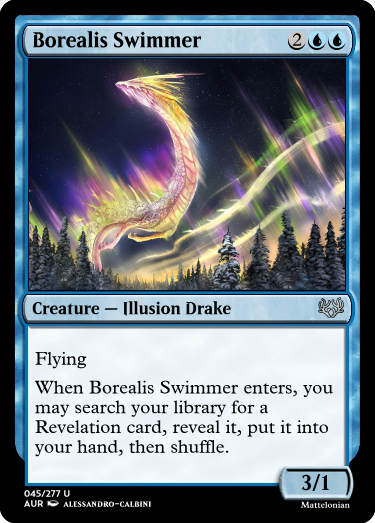 Borealis Swimmer 2
Creature — Illusion Drake
Flying
When Borealis Swimmer enters, you
may search your library for a
Revelation card, reveal it, put it into
your hand, then shuffle.
3/1
045/277 U
AUR ALESSANDRO-CALBINI
Mattelonian